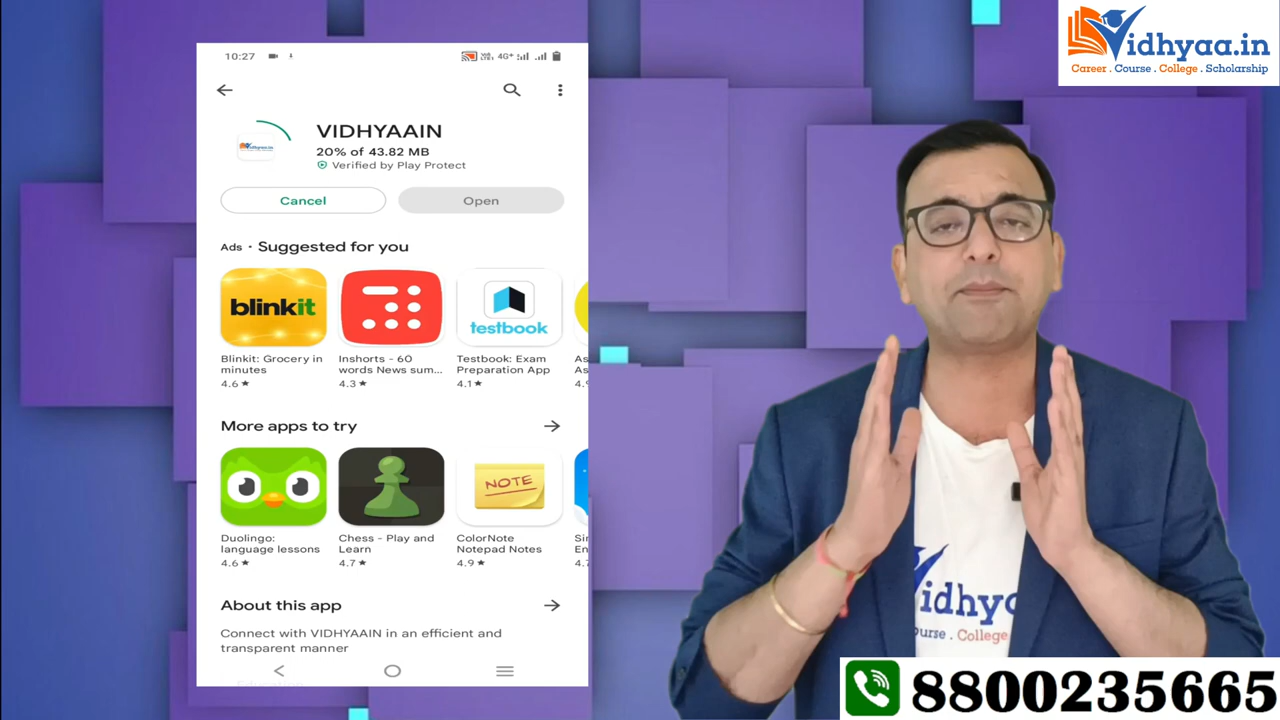 10:27
4G+
VIDHYAAIN
20% of 43.82 MB
Verified by Play Protect
Cancel
Open
Ads • Suggested for you
blinkit
testbook
Blinkit: Grocery in
minutes
4.6 ★
Inshorts - 60
words News sum...
4.3 ★
Testbook: Exam
Preparation App
4.1 ★
More apps to try
NOTE
Duolingo:
language lessons
4.6 ★
Chess - Play and
Learn
4.7 ★
ColorNote
Notepad Notes
4.9 ★
About this app
Connect with VIDHYAAIN in an efficient and
transparent manner
Vidhyaa.in
Career . Course . College . Scholarship
Vidhya
ourse . College
8800235665